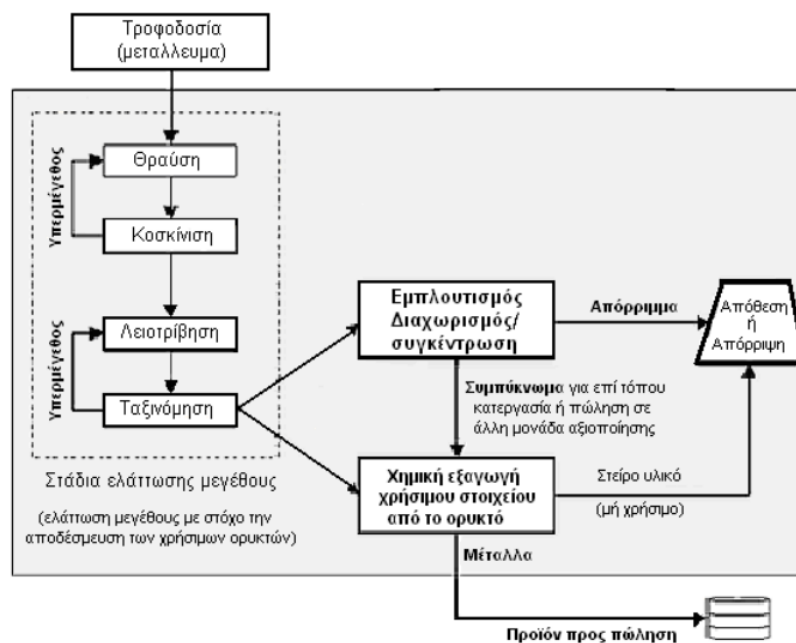 Τροφοδοσία
(μετάλλευμα)
Θραύση
Υπερμέγεθος
Κοσκίνιση
Λειοτρίβηση
Υπερμέγεθος
Ταξινόμηση
Στάδια ελάττωσης μεγέθους
(ελάττωση μεγέθους με στόχο την
αποδέσμευση των χρήσιμων ορυκτών)
Εμπλουτισμός
Διαχωρισμός/
συγκέντρωση
Απόρριμμα
Απόθεση
ή
Απόρριψη
Συμπύκνωμα για επί τόπου
κατεργασία ή πώληση σε
άλλη μονάδα αξιοποίησης
Χημική εξαγωγή
χρήσιμου στοιχείου
από το ορυκτό
Στείρο υλικό
(μή χρήσιμο)
Μέταλλα
Προϊόν προς πώληση